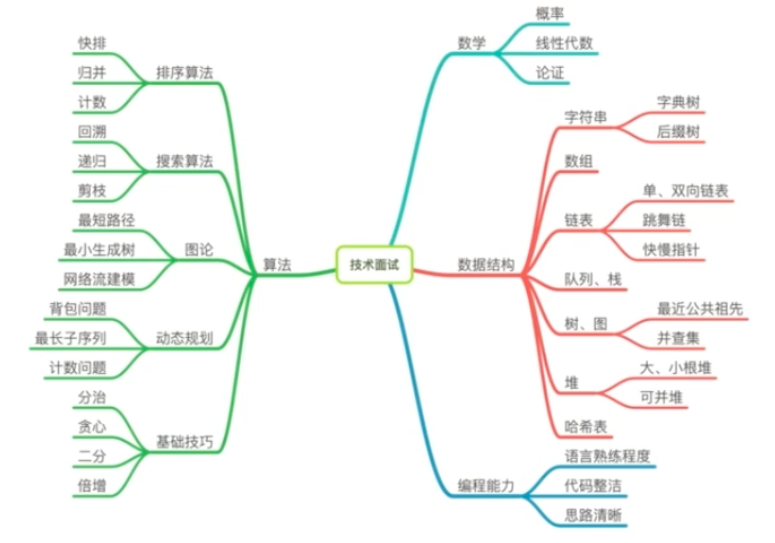 技术面试
数学
概率
线性代数
论证
数据结构
字符串
字典树
后缀树
数组
链表
单、双向链表
跳舞链
快慢指针
队列、栈
树、图
最近公共祖先
并查集
堆
大、小根堆
可并堆
哈希表
编程能力
语言熟练程度
代码整洁
思路清晰
算法
排序算法
快排
归并
计数
搜索算法
回溯
递归
剪枝
图论
最短路径
最小生成树
网络流建模
动态规划
背包问题
最长子序列
计数问题
基础技巧
分治
贪心
二分
倍增